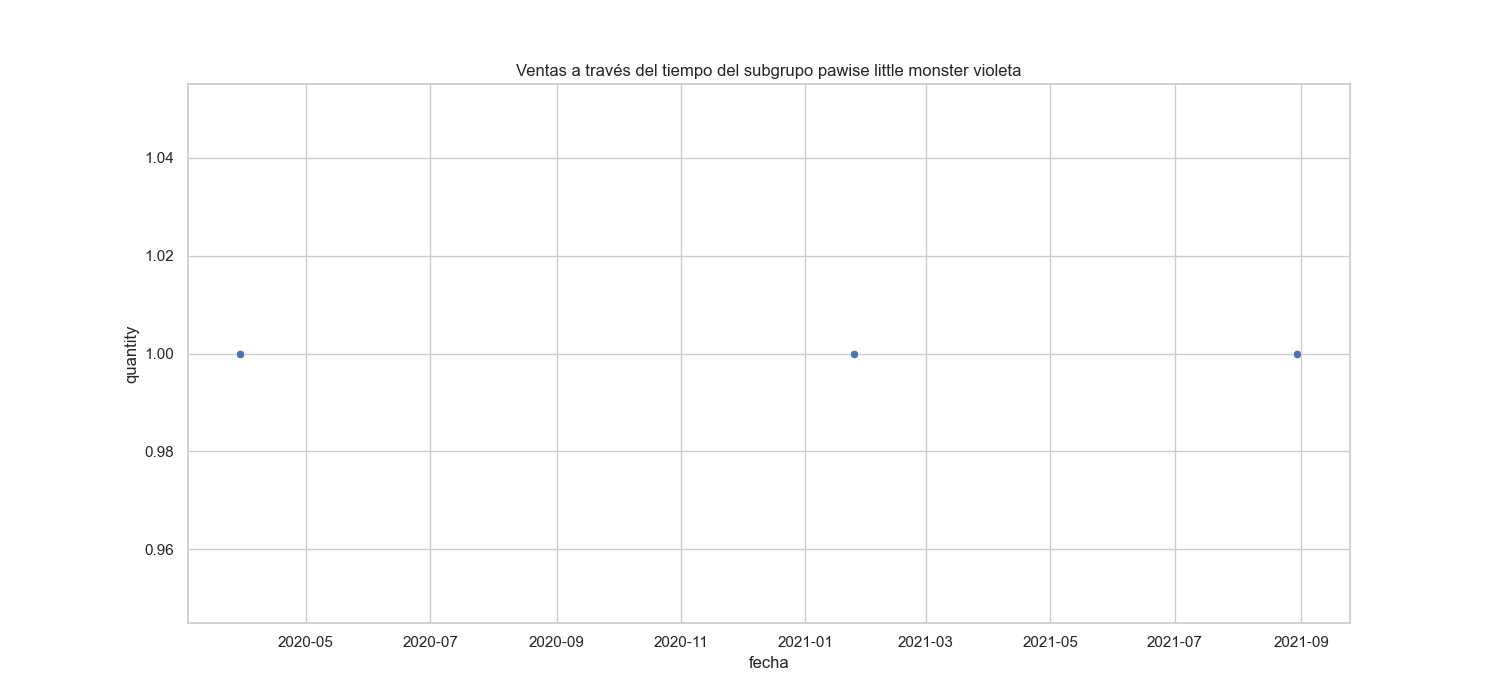 Ventas a través del tiempo del subgrupo pawise little monster violeta
1.04
1.02
1.00
0.98
0.96
quantity
2020-05 2020-07 2020-09 2020-11 2021-01 2021-03 2021-05 2021-07 2021-09
fecha